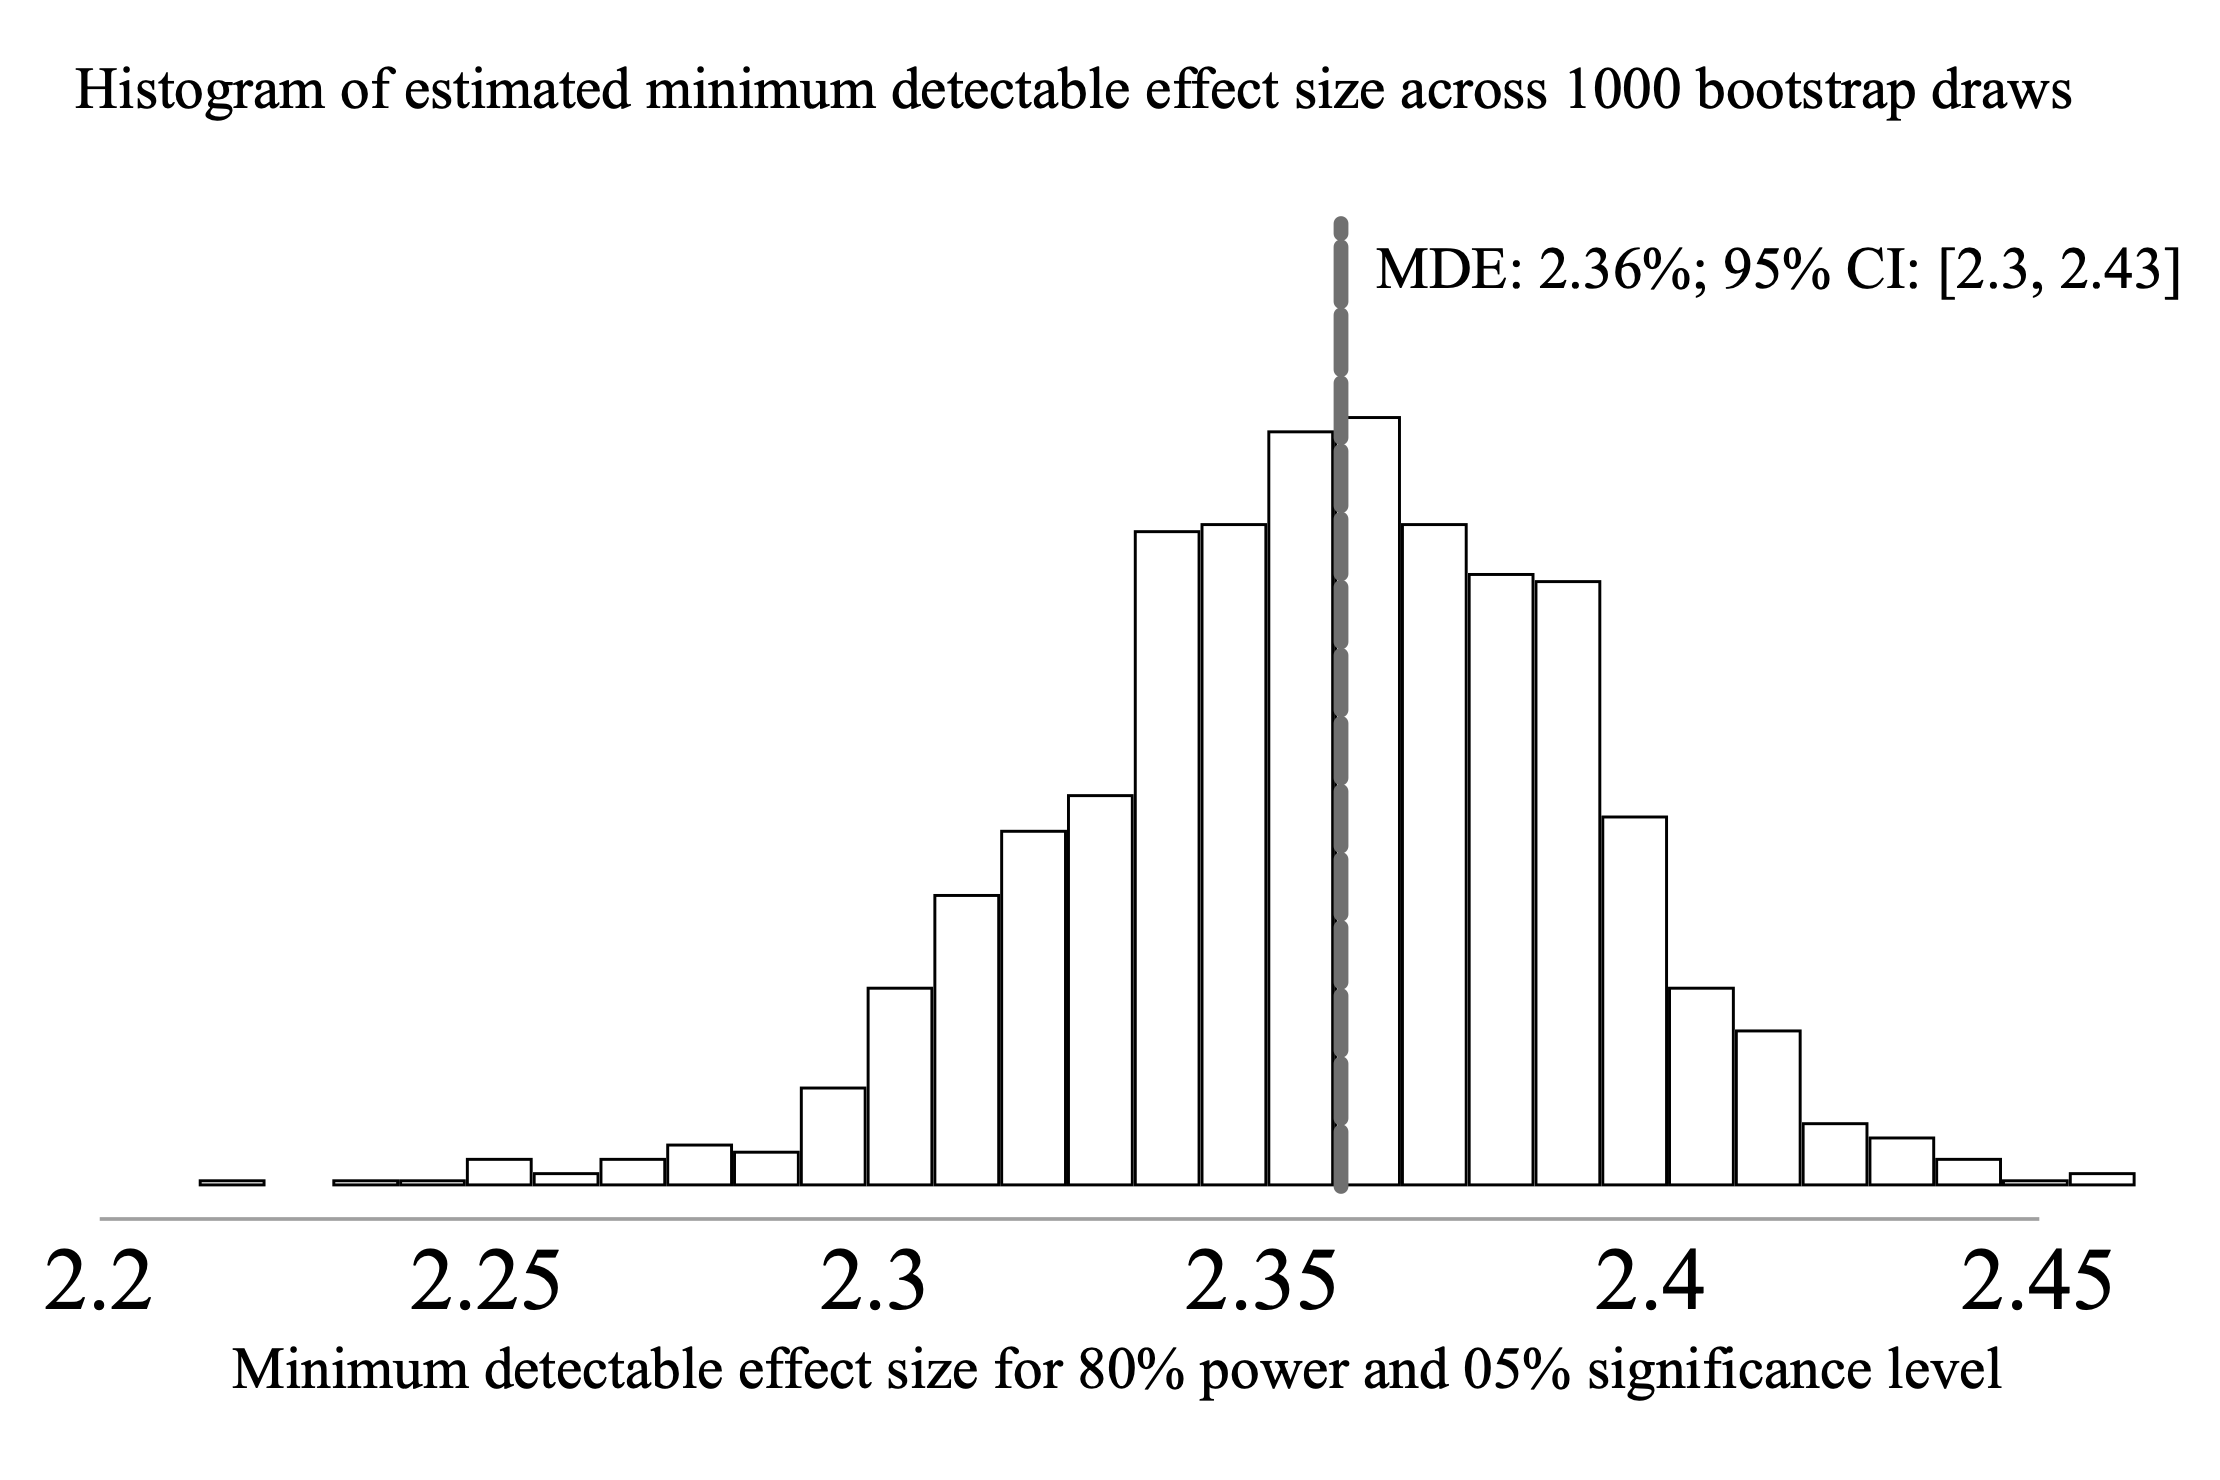 Histogram of estimated minimum detectable effect size across 1000 bootstrap draws
MDE: 2.36%; 95% CI: [2.3, 2.43]
2.2 2.25 2.3 2.35 2.4 2.45
Minimum detectable effect size for 80% power and 05% significance level